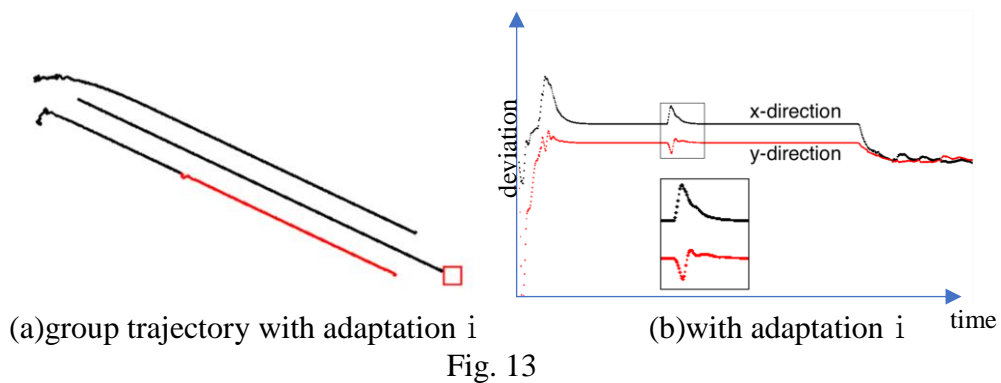 x-direction
y-direction
deviation
time
(a)group trajectory with adaptation i
(b)with adaptation i
Fig. 13